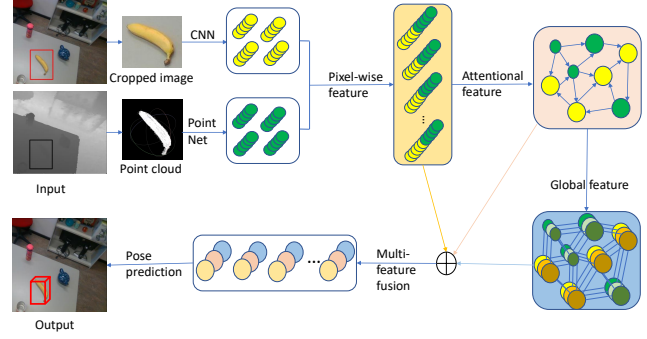 CNN
Cropped image
Pixel-wise
feature
Attentional
feature
Point
Net
Point cloud
Input
...
Global feature
Pose
prediction
...
Multi-
feature
fusion
Output